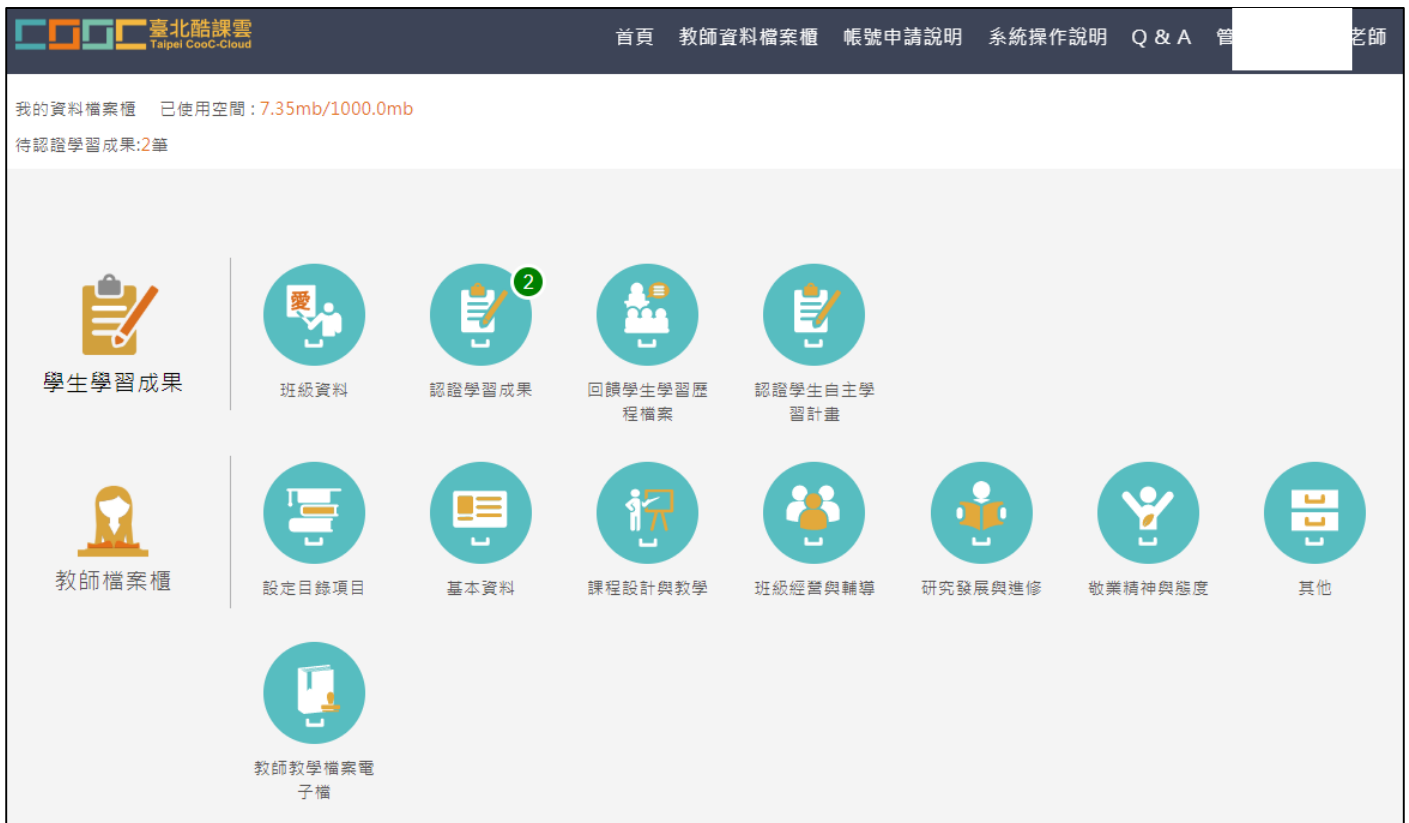 COOC 臺北酷課雲
Taipei CooC-Cloud
首頁 教師資料檔案櫃 帳號申請說明 系統操作說明 Q & A 管 老師
我的資料檔案櫃 已使用空間 : 7.35mb/1000.0mb
待認證學習成果:2筆
學生學習成果
愛
班級資料
2
認證學習成果
回饋學生學習歷
程檔案
認證學生自主學
習計畫
教師檔案櫃
設定目錄項目
基本資料
課程設計與教學
班級經營與輔導
研究發展與進修
敬業精神與態度
其他
教師教學檔案電
子檔